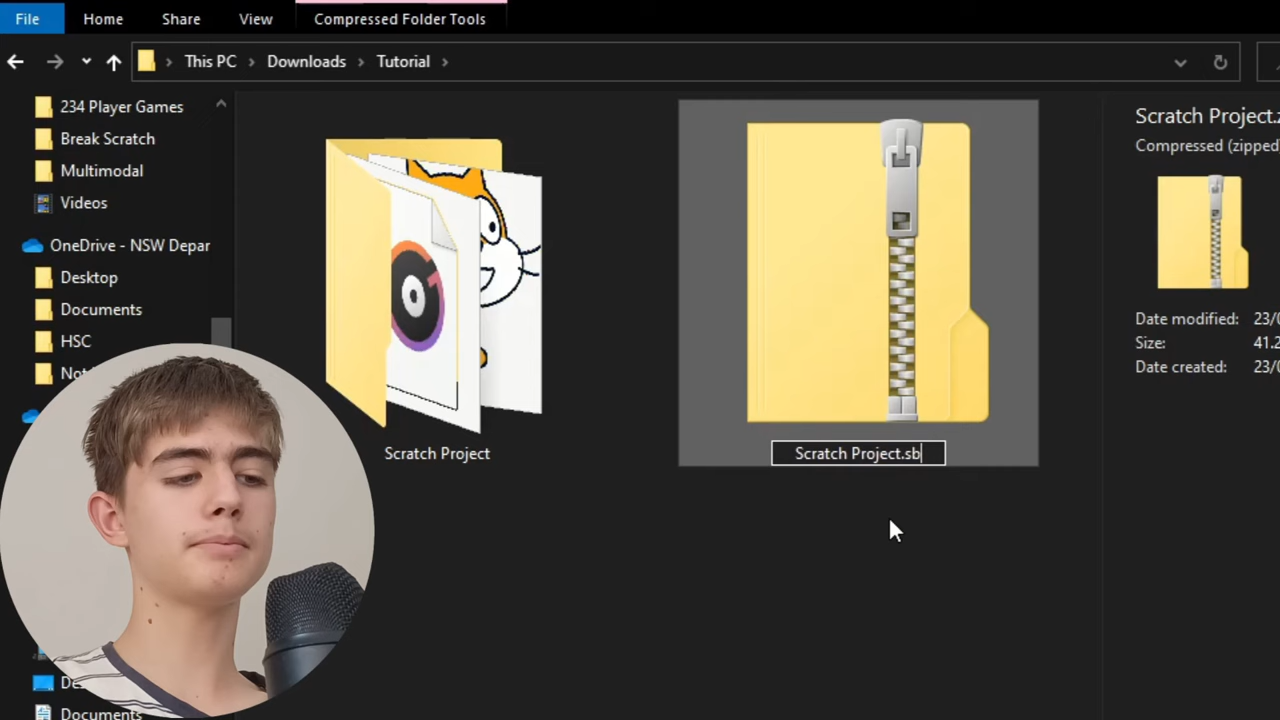 File Home Share View Compressed Folder Tools
This PC Downloads Tutorial
234 Player Games
Break Scratch
Multimodal
Videos
OneDrive - NSW Depar
Desktop
Documents
HSC
Scratch Project
Scratch Project.sb
Scratch Project.z
Compressed (zipped
Date modified: 23/0
Size: 41.2
Date created: 23/0
Documents